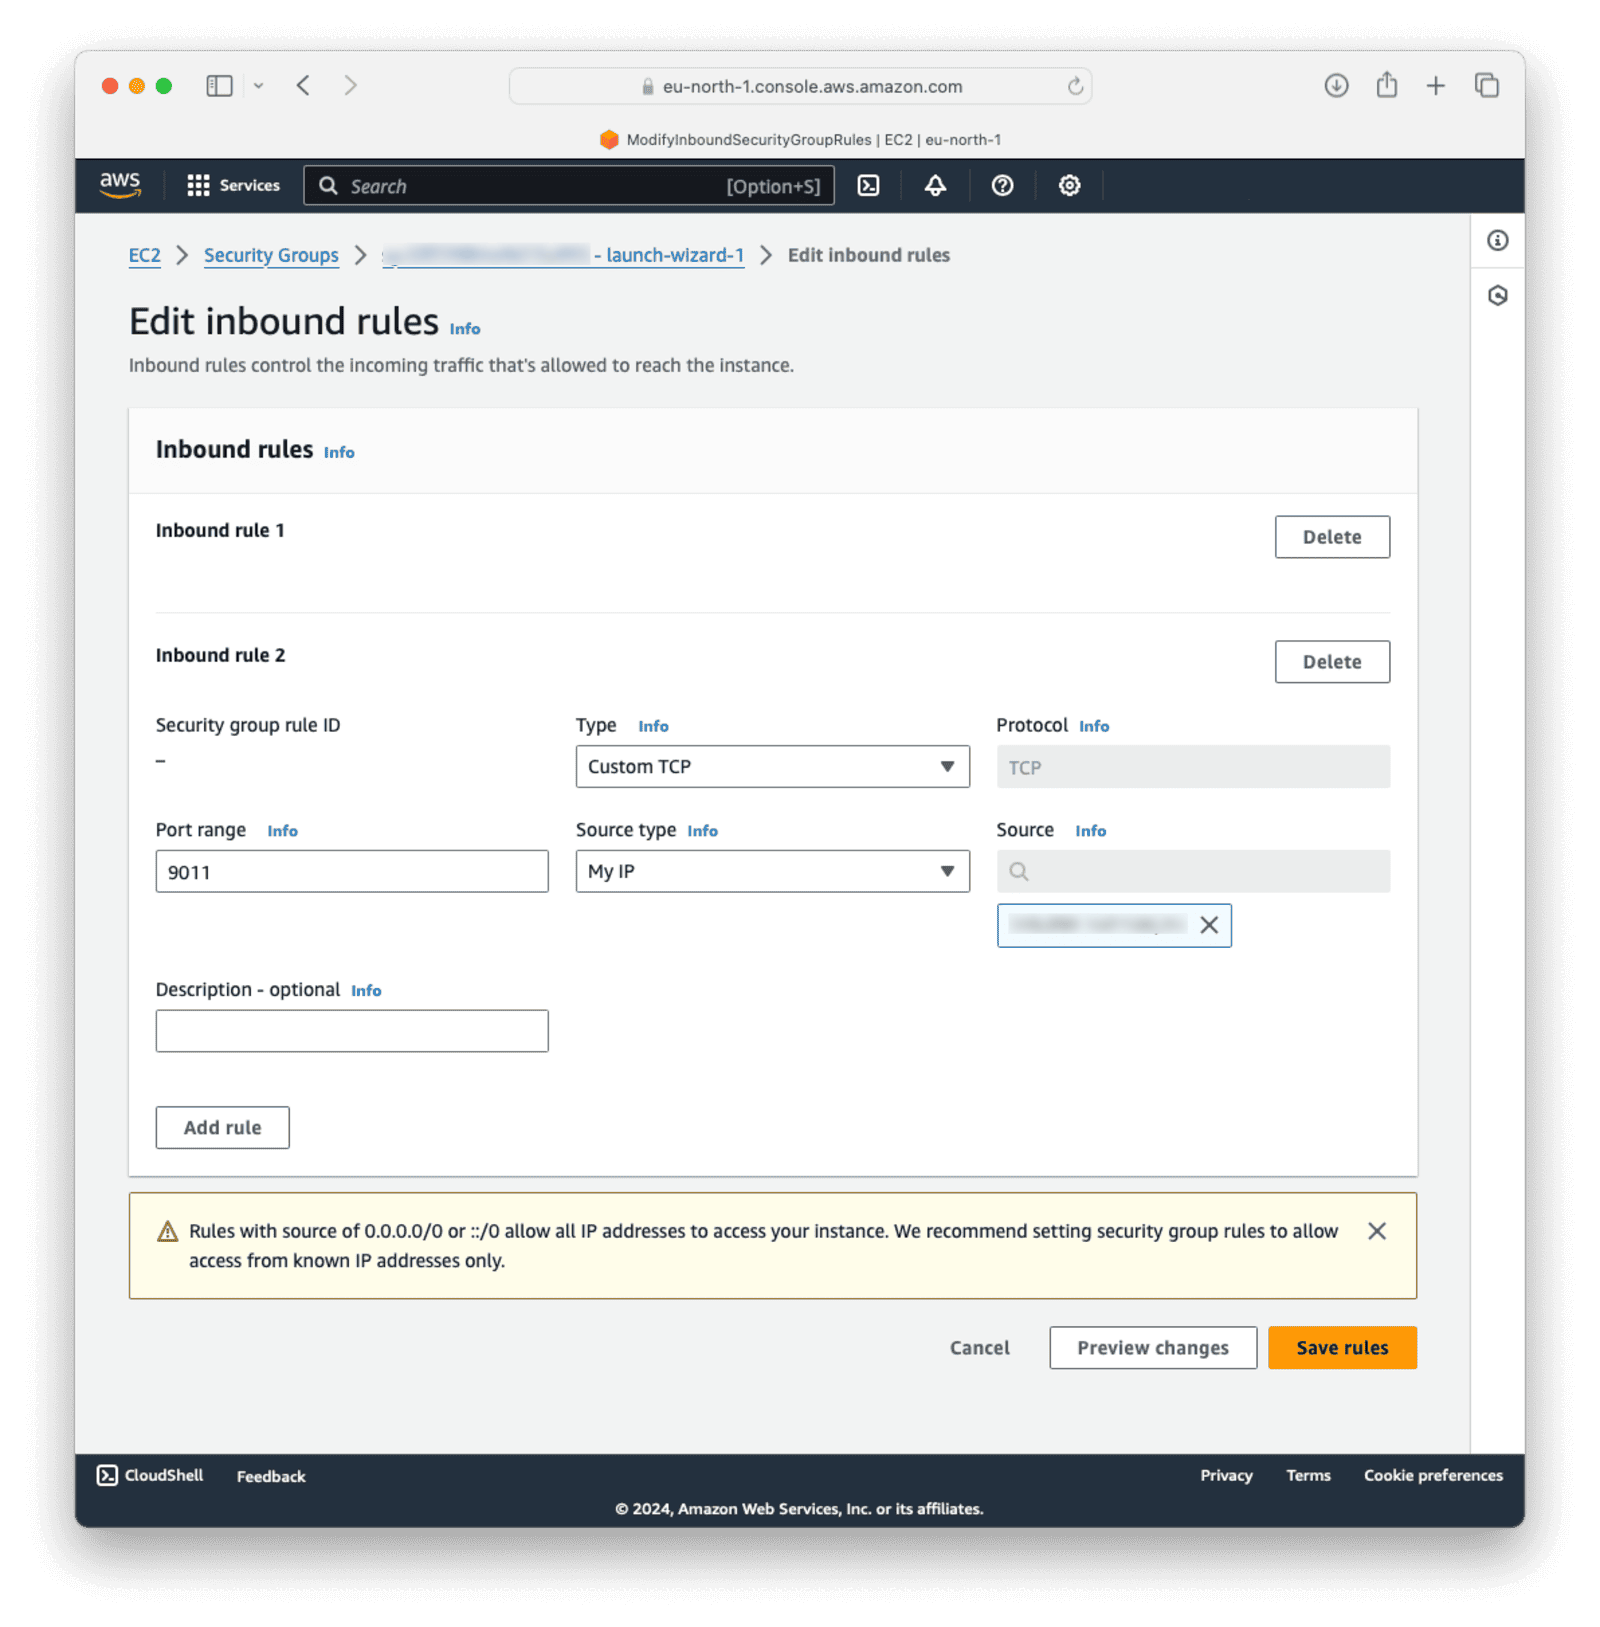 eu-north-1.console.aws.amazon.com
ModifyInboundSecurityGroupRules | EC2 | eu-north-1
aws Services Search [Option+S]
EC2 Security Groups - launch-wizard-1 Edit inbound rules
Edit inbound rules Info
Inbound rules control the incoming traffic that's allowed to reach the instance.
Inbound rules Info
Inbound rule 1 Delete
Inbound rule 2 Delete
Security group rule ID Type Info Protocol Info
– Custom TCP TCP
Port range Info Source type Info Source Info
9011 My IP
Description - optional Info
Add rule
Rules with source of 0.0.0.0/0 or ::/0 allow all IP addresses to access your instance. We recommend setting security group rules to allow
access from known IP addresses only.
Cancel Preview changes Save rules
CloudShell Feedback Privacy Terms Cookie preferences
© 2024, Amazon Web Services, Inc. or its affiliates.